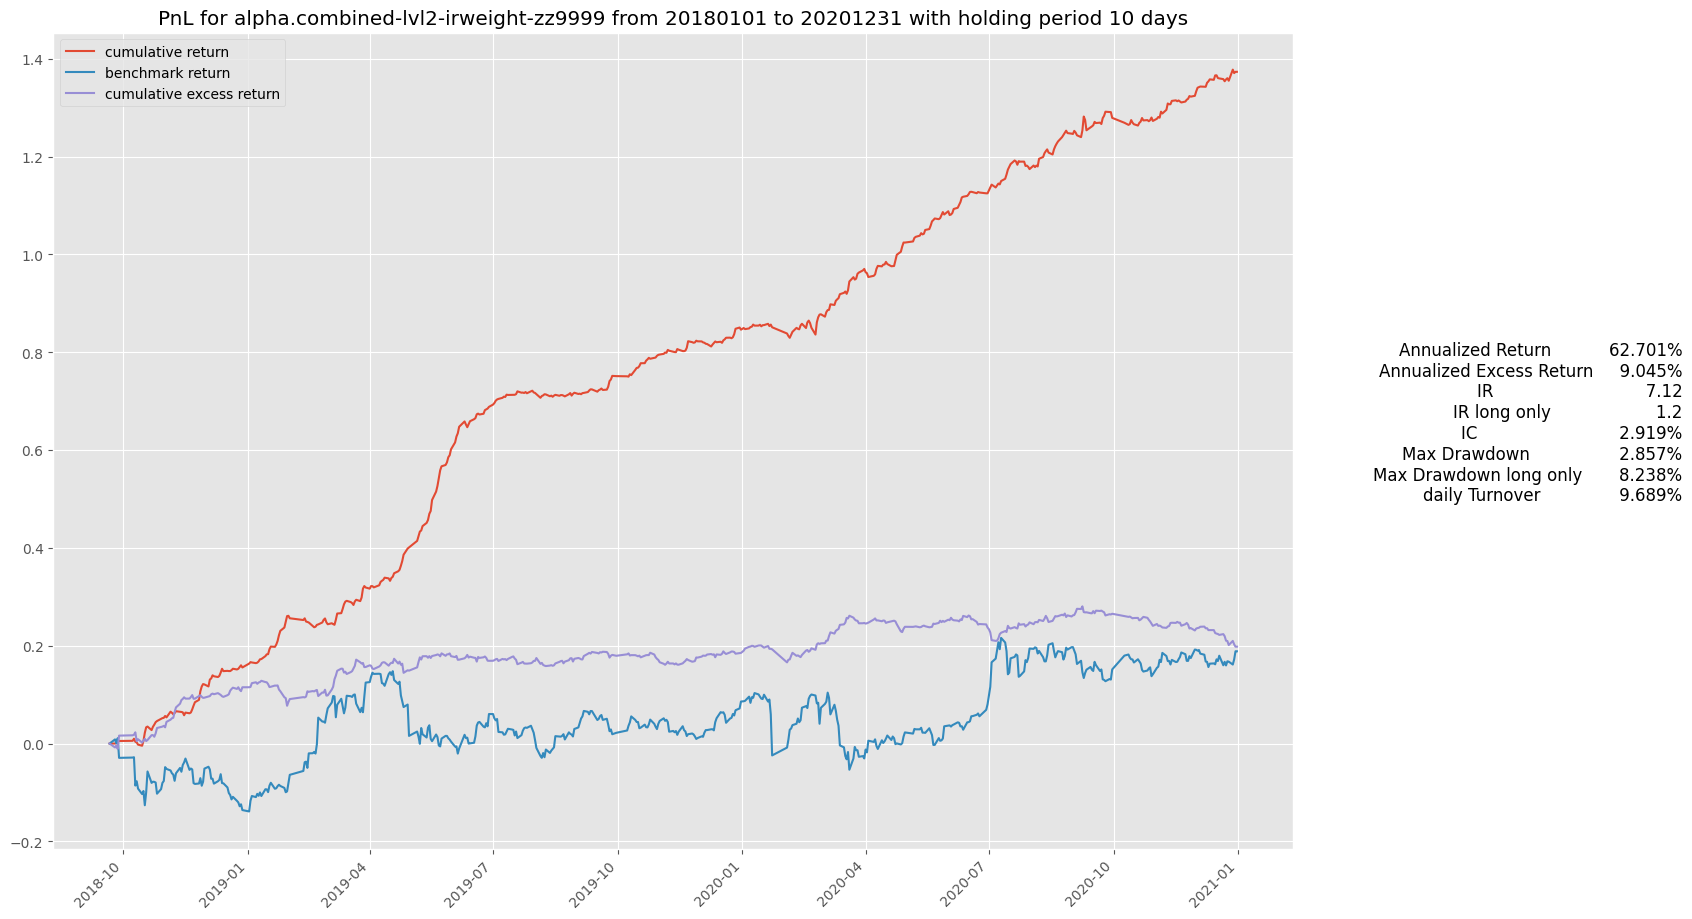 PnL for alpha.combined-lvl2-irweight-zz9999 from 20180101 to 20201231 with holding period 10 days
cumulative return
benchmark return
cumulative excess return
1.4
1.2
1.0
0.8
0.6
0.4
0.2
0.0
−0.2
2018-10
2019-01
2019-04
2019-07
2019-10
2020-01
2020-04
2020-07
2020-10
2021-01
Annualized Return 62.701%
Annualized Excess Return 9.045%
IR 7.12
IR long only 1.2
IC 2.919%
Max Drawdown 2.857%
Max Drawdown long only 8.238%
daily Turnover 9.689%